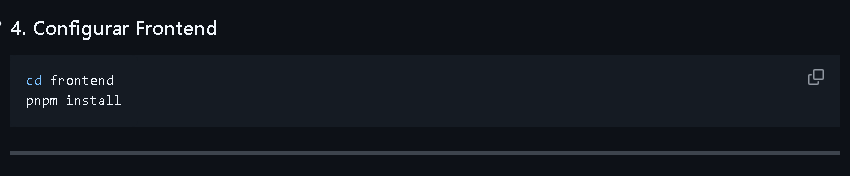 4. Configurar Frontend
cd frontend
pnpm install